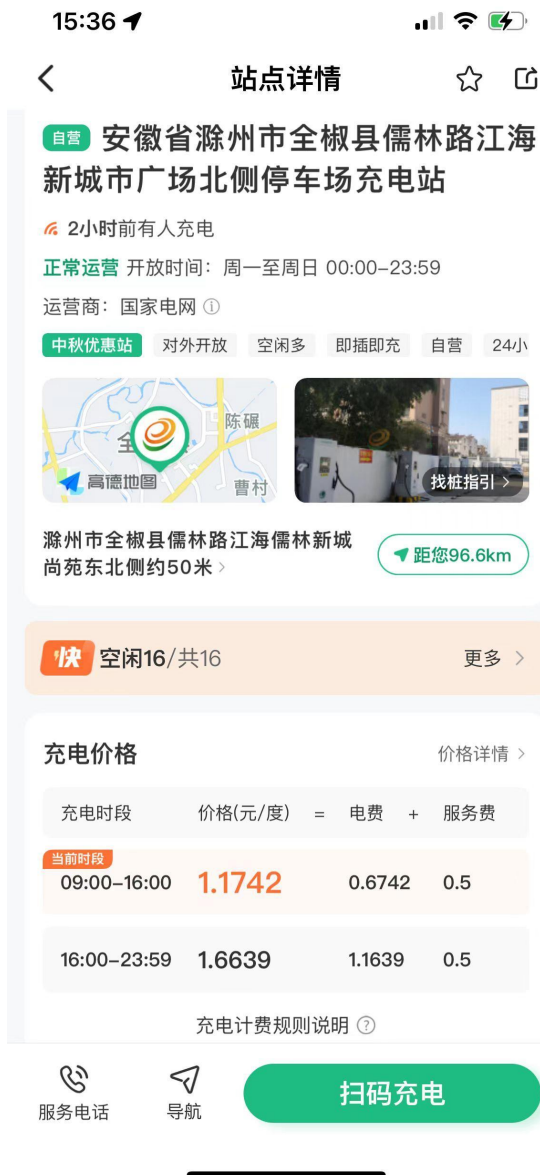 15:36
站点详情
自营 安徽省滁州市全椒县儒林路江海
新城市广场北侧停车场充电站
2小时前有人充电
正常运营 开放时间：周一至周日 00:00-23:59
运营商：国家电网
中秋优惠站 对外开放 空闲多 即插即充 自营 24小
陈碾
全
高德地图
曹村
找桩指引
滁州市全椒县儒林路江海儒林新城
尚苑东北侧约50米
距您96.6km
快 空闲16/共16 更多
充电价格 价格详情
充电时段 价格(元/度) = 电费 + 服务费
当前时段
09:00-16:00 1.1742 0.6742 0.5
16:00-23:59 1.6639 1.1639 0.5
充电计费规则说明 ?
服务电话 导航 扫码充电